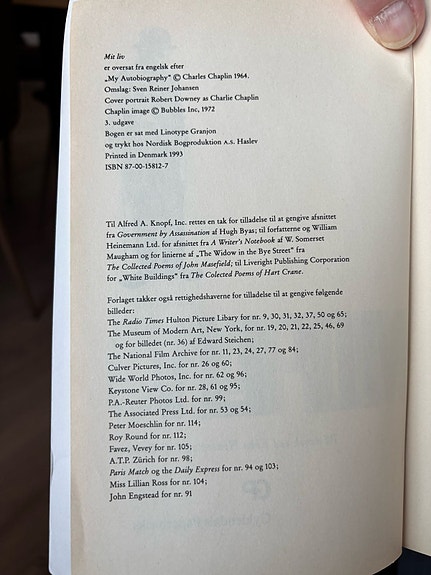 Mit liv
er oversat fra engelsk efter
„My Autobiography" © Charles Chaplin 1964.
Omslag: Sven Reiner Johansen
Cover portrait Robert Downey as Charlie Chaplin
Chaplin image © Bubbles Inc, 1972
3. udgave
Bogen er sat med Linotype Granjon
og trykt hos Nordisk Bogproduktion A.S. Haslev
Printed in Denmark 1993
ISBN 87-00-15812-7
Til Alfred A. Knopf, Inc. rettes en tak for tilladelse til at gengive afsnittet
fra Government by Assassination af Hugh Byas; til forfatterne og William
Heinemann Ltd. for afsnittet fra A Writer's Notebook af W. Somerset
Maugham og for linierne af „The Widow in the Bye Street" fra
The Collected Poems of John Masefield; til Liveright Publishing Corporation
for „White Buildings" fra The Colected Poems of Hart Crane.
Forlaget takker også rettighedshaverne for tilladelse til at gengive følgende
billeder:
The Radio Times Hulton Picture Libary for nr. 9, 30, 31, 32, 37, 50 og 65;
The Museum of Modern Art, New York, for nr. 19, 20, 21, 22, 25, 46, 69
og for billedet (nr. 36) af Edward Steichen;
The National Film Archive for nr. 11, 23, 24, 27, 77 og 84;
Culver Pictures, Inc. for nr. 26 og 60;
Wide World Photos, Inc. for nr. 62 og 96;
Keystone View Co. for nr. 28, 61 og 95;
P.A.-Reuter Photos Ltd. for nr. 99;
The Associated Press Ltd. for nr. 53 og 54;
Peter Moeschlin for nr. 114;
Roy Round for nr. 112;
Favez, Vevey for nr. 105;
A.T.P. Zürich for nr. 98;
Paris Match og the Daily Express for nr. 94 og 103;
Miss Lillian Ross for nr. 104;
John Engstead for nr. 91